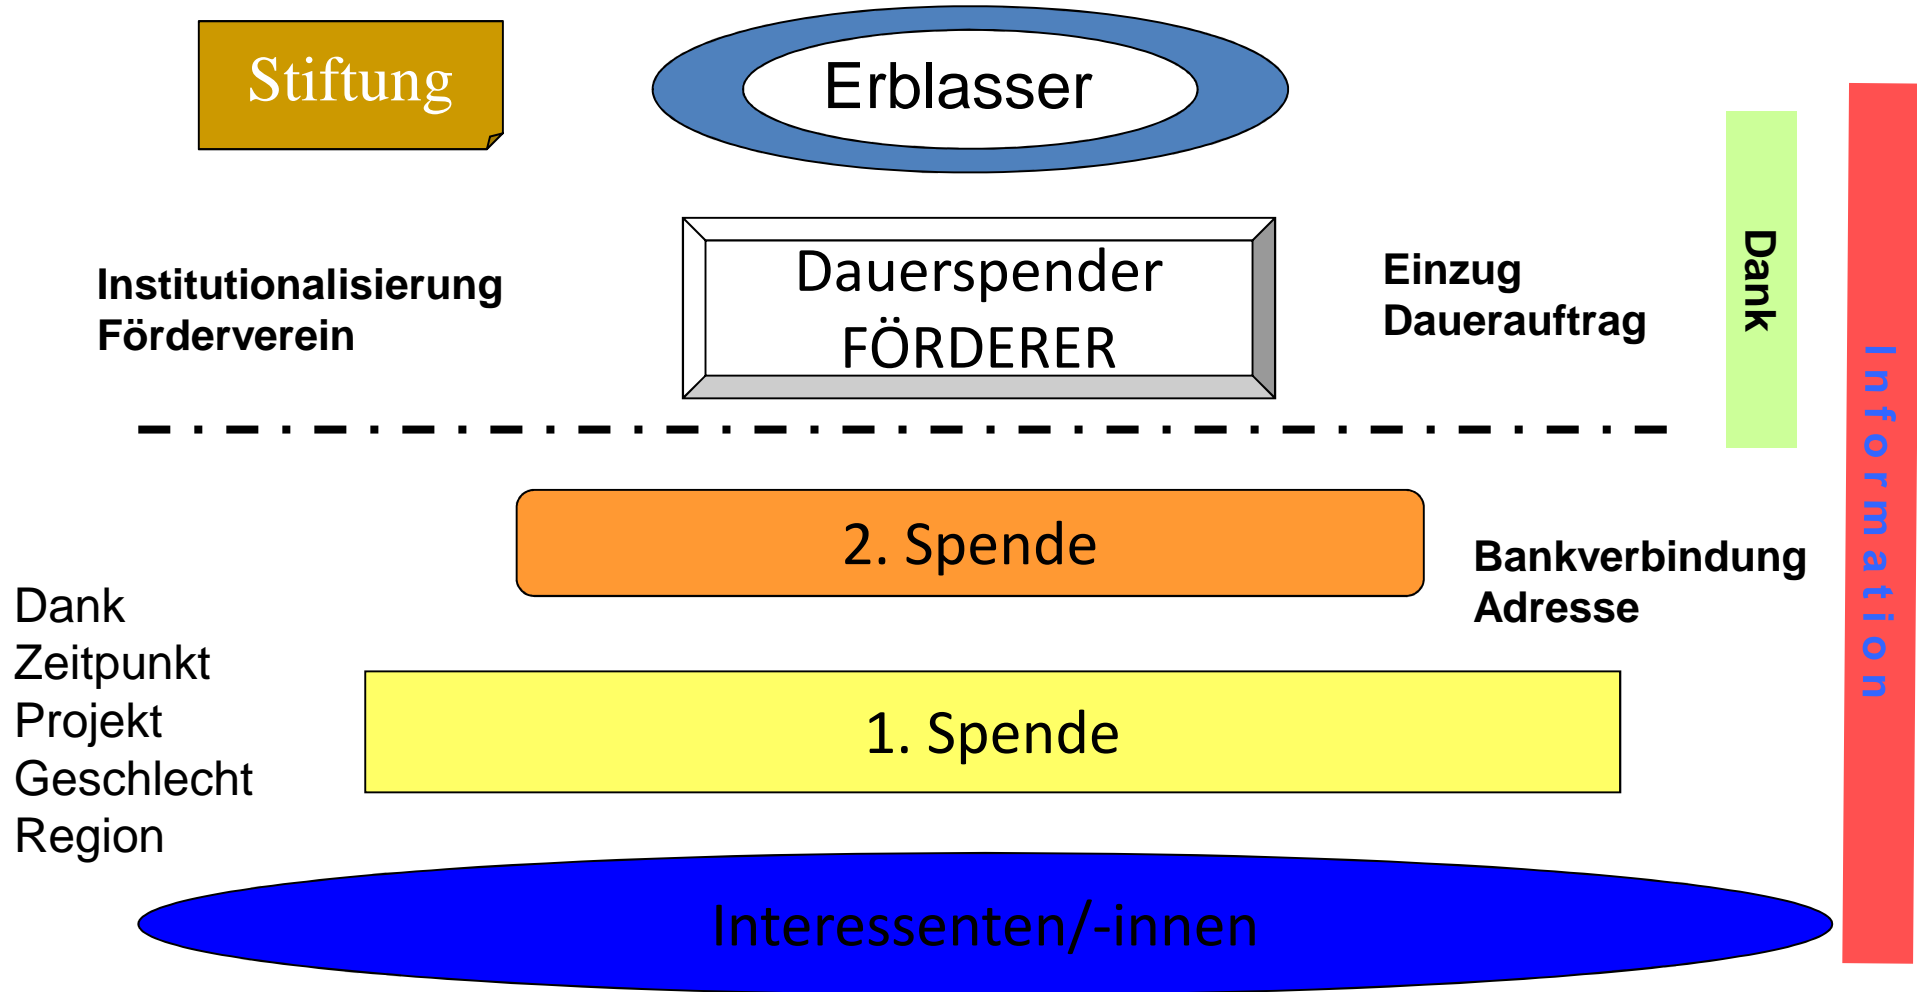 Stiftung
Erblasser
Institutionalisierung
Förderverein
Dauerspender
FÖRDERER
Einzug
Dauerauftrag
Dank
Information
2. Spende
Bankverbindung
Adresse
Dank
Zeitpunkt
Projekt
Geschlecht
Region
1. Spende
Interessenten/-innen